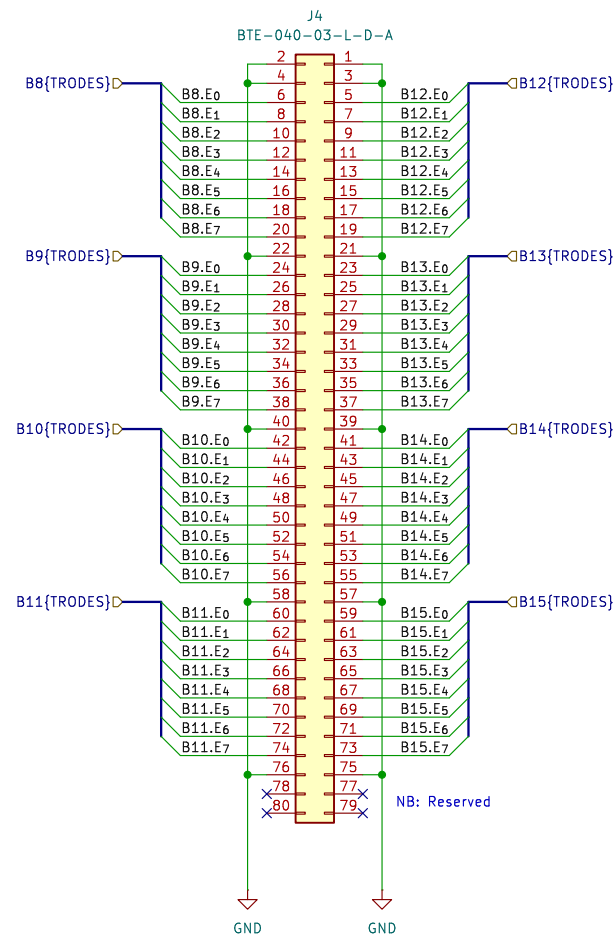 J4
BTE-040-03-L-D-A
2 1
4 3
B8{TRODES} B12{TRODES}
B8.E0 6 5 B12.E0
B8.E1 8 7 B12.E1
B8.E2 10 9 B12.E2
B8.E3 12 11 B12.E3
B8.E4 14 13 B12.E4
B8.E5 16 15 B12.E5
B8.E6 18 17 B12.E6
B8.E7 20 19 B12.E7
B9{TRODES} 22 21 B13{TRODES}
B9.E0 24 23 B13.E0
B9.E1 26 25 B13.E1
B9.E2 28 27 B13.E2
B9.E3 30 29 B13.E3
B9.E4 32 31 B13.E4
B9.E5 34 33 B13.E5
B9.E6 36 35 B13.E6
B9.E7 38 37 B13.E7
B10{TRODES} 40 39 B14{TRODES}
B10.E0 42 41 B14.E0
B10.E1 44 43 B14.E1
B10.E2 46 45 B14.E2
B10.E3 48 47 B14.E3
B10.E4 50 49 B14.E4
B10.E5 52 51 B14.E5
B10.E6 54 53 B14.E6
B10.E7 56 55 B14.E7
B11{TRODES} 58 57 B15{TRODES}
B11.E0 60 59 B15.E0
B11.E1 62 61 B15.E1
B11.E2 64 63 B15.E2
B11.E3 66 65 B15.E3
B11.E4 68 67 B15.E4
B11.E5 70 69 B15.E5
B11.E6 72 71 B15.E6
B11.E7 74 73 B15.E7
76 75
78 77
NB: Reserved
80 79
GND GND